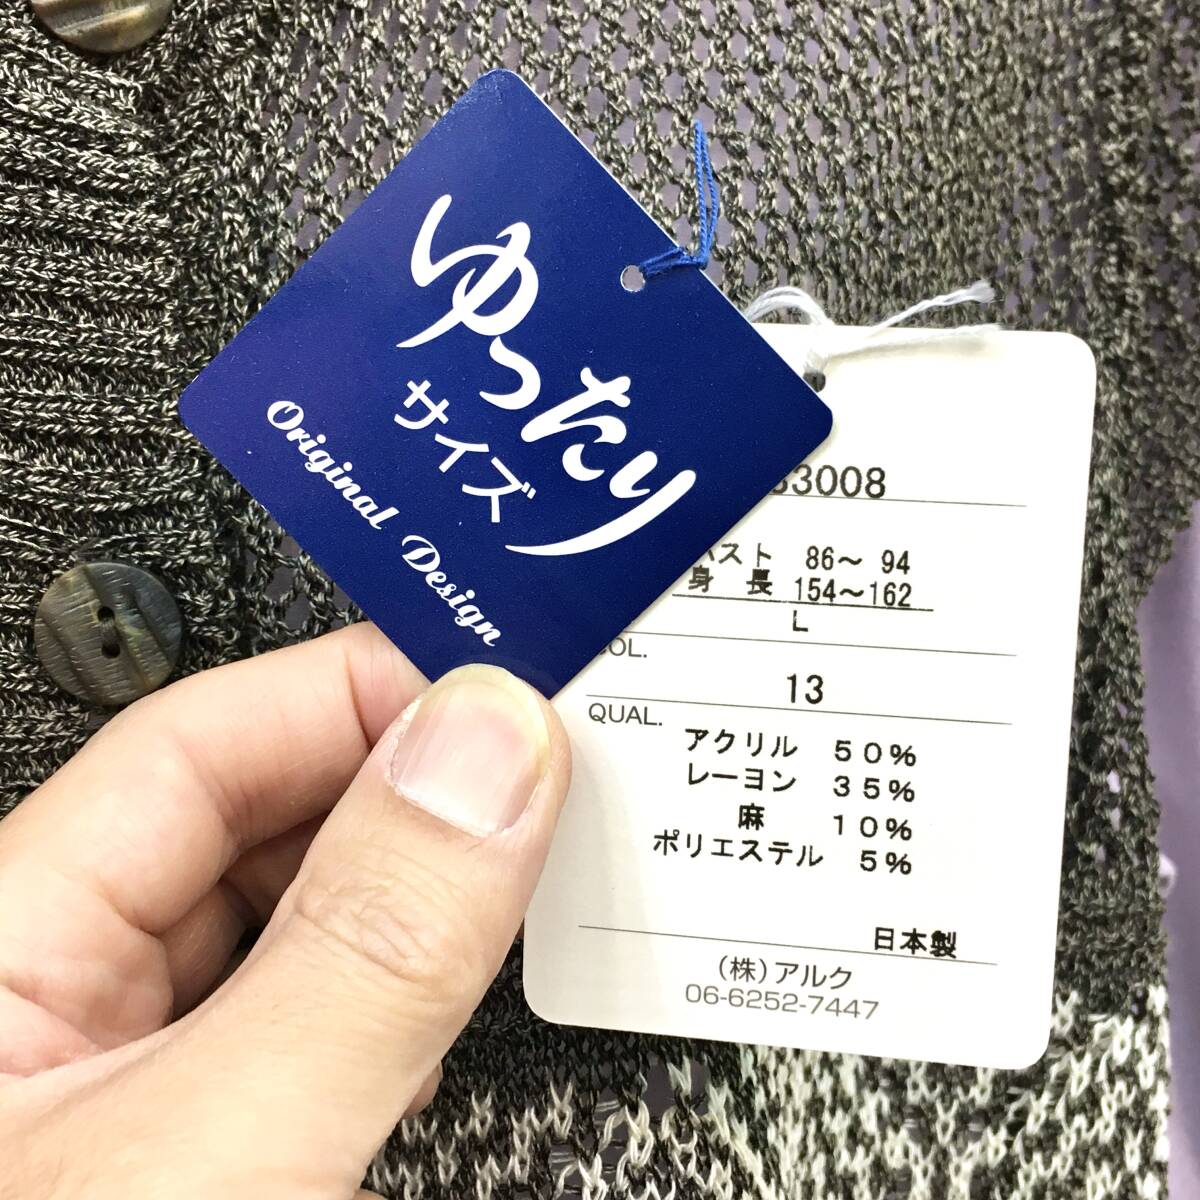 ゆったり
サイズ
Original Design
3008
バスト 86～ 94
身 長 154～162
L
COL.
13
QUAL.
アクリル 50%
レーヨン 35%
麻 10%
ポリエステル 5%
日本製
(株)アルク
06-6252-7447